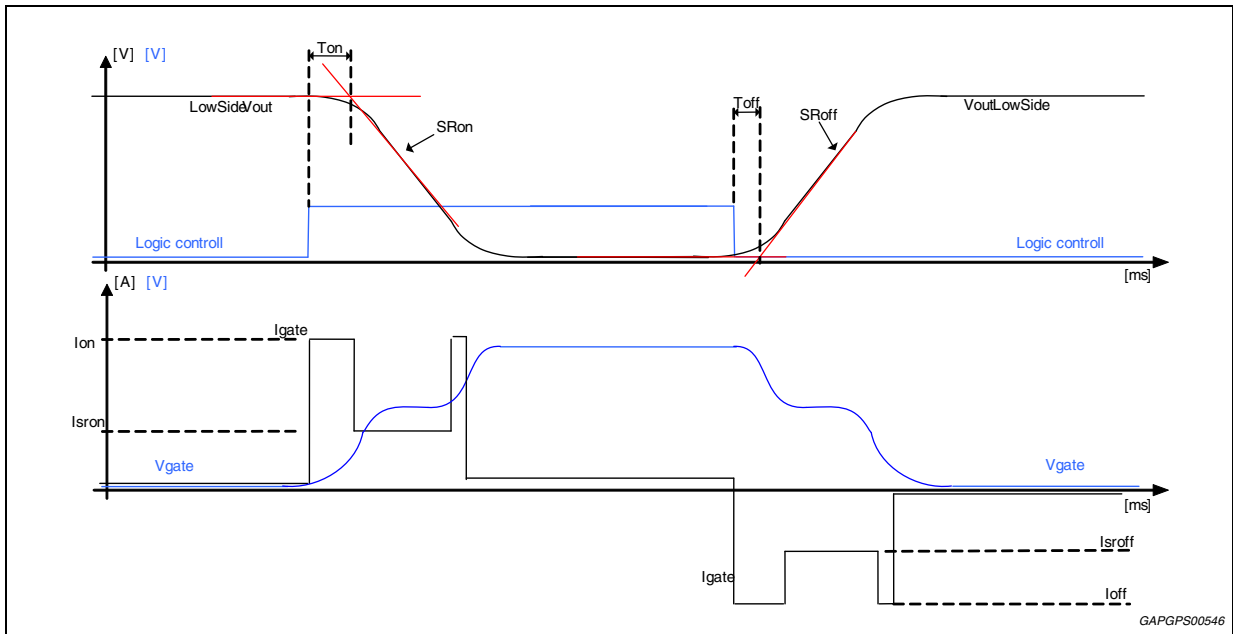 [V] [V]
Ton
LowSideVout
SRon
Toff
SRoff
VoutLowSide
Logic controll
Logic controll
[ms]
[A] [V]
Igate
Ion
Isron
Vgate
Vgate
[ms]
Isroff
Igate
Ioff
GAPGPS00546